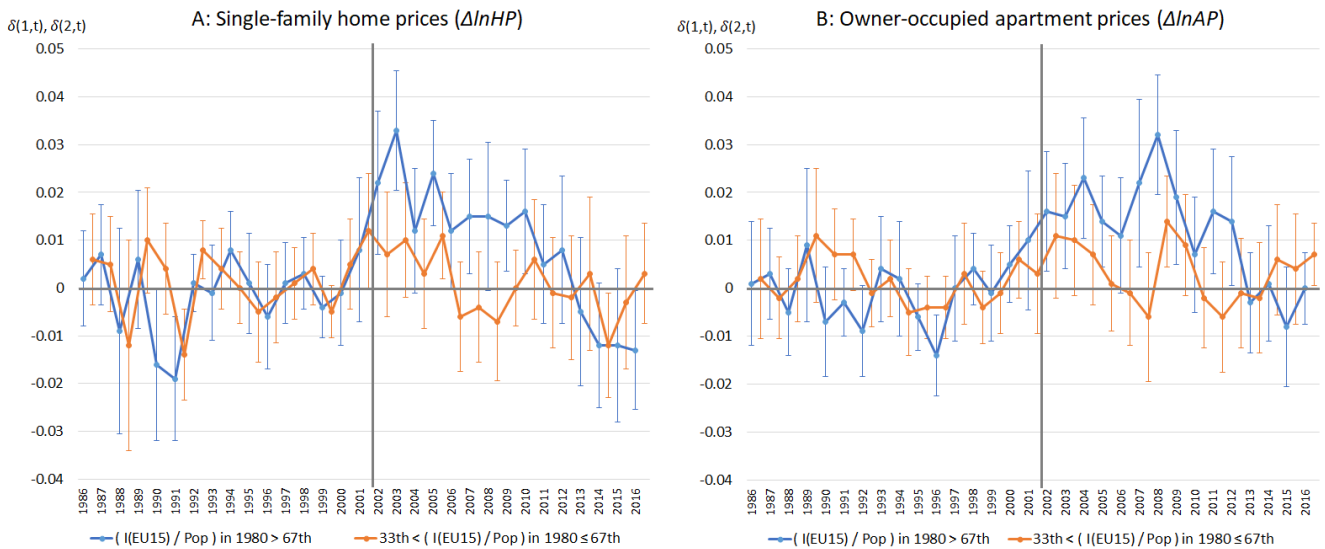 A: Single-family home prices (ΔlnHP)
δ(1,t), δ(2,t)
0.05
0.04
0.03
0.02
0.01
0
-0.01
-0.02
-0.03
-0.04
1986 1987 1988 1989 1990 1991 1992 1993 1994 1995 1996 1997 1998 1999 2000 2001 2002 2003 2004 2005 2006 2007 2008 2009 2010 2011 2012 2013 2014 2015 2016
( I(EU15) / Pop ) in 1980 > 67th 33th < ( I(EU15) / Pop ) in 1980 ≤ 67th
B: Owner-occupied apartment prices (ΔlnAP)
δ(1,t), δ(2,t)
0.05
0.04
0.03
0.02
0.01
0
-0.01
-0.02
-0.03
-0.04
1986 1987 1988 1989 1990 1991 1992 1993 1994 1995 1996 1997 1998 1999 2000 2001 2002 2003 2004 2005 2006 2007 2008 2009 2010 2011 2012 2013 2014 2015 2016
( I(EU15) / Pop ) in 1980 > 67th 33th < ( I(EU15) / Pop ) in 1980 ≤ 67th